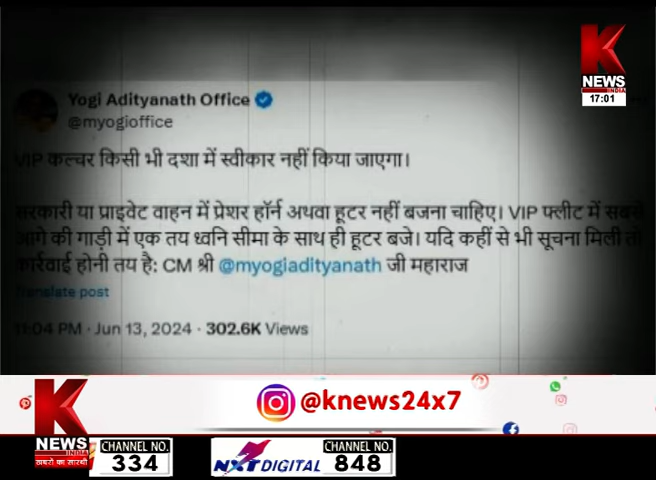 K
NEWS
INDIA
17:01
Yogi Adityanath Office
@myogioffice
VIP कल्चर किसी भी दशा में स्वीकार नहीं किया जाएगा।
सरकारी या प्राइवेट वाहन में प्रेशर हॉर्न अथवा हूटर नहीं बजना चाहिए। VIP फ्लीट में सबसे
आगे की गाड़ी में एक तय ध्वनि सीमा के साथ ही हूटर बजे। यदि कहीं से भी सूचना मिली तो
कार्रवाई होनी तय है: CM श्री @myogiadityanath जी महाराज
Translate post
11:04 PM · Jun 13, 2024 · 302.6K Views
@knews24x7
K
NEWS
INDIA
ख़बरों का सारथी
CHANNEL NO.
334
NXT DIGITAL
CHANNEL NO.
848